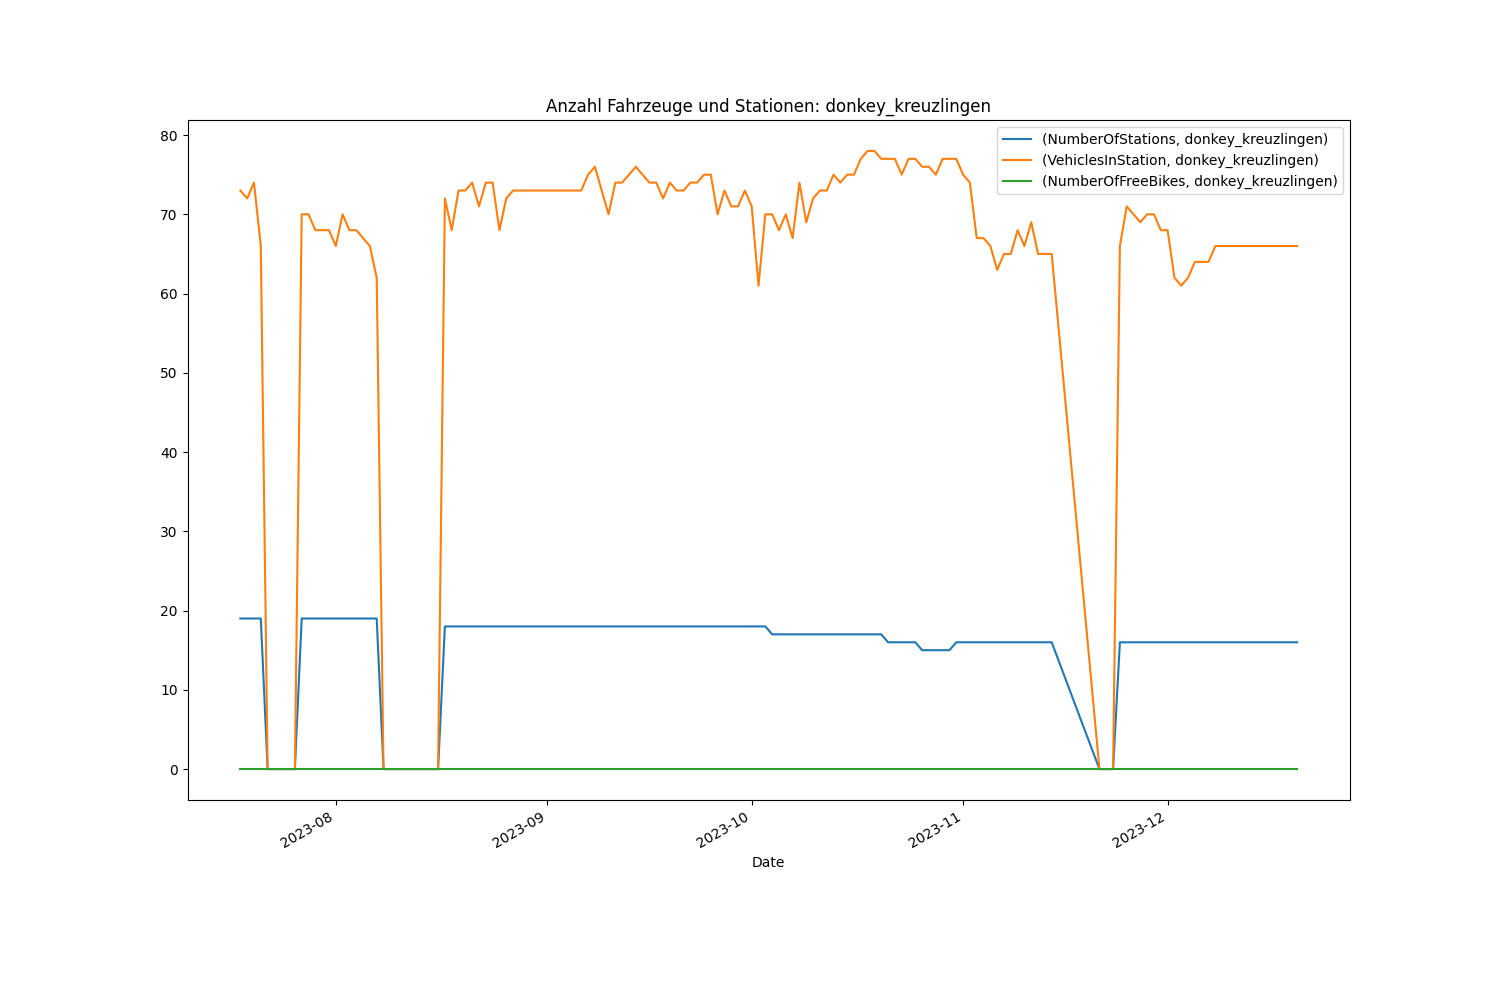 Anzahl Fahrzeuge und Stationen: donkey_kreuzlingen
(NumberOfStations, donkey_kreuzlingen)
(VehiclesInStation, donkey_kreuzlingen)
(NumberOfFreeBikes, donkey_kreuzlingen)
80
70
60
50
40
30
20
10
0
2023-08
2023-09
2023-10
2023-11
2023-12
Date